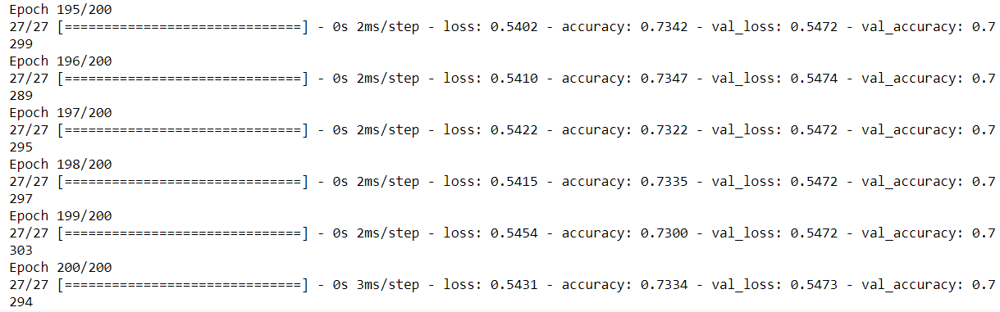 Epoch 195/200
27/27 [==============================] - 0s 2ms/step - loss: 0.5402 - accuracy: 0.7342 - val_loss: 0.5472 - val_accuracy: 0.7
299
Epoch 196/200
27/27 [==============================] - 0s 2ms/step - loss: 0.5410 - accuracy: 0.7347 - val_loss: 0.5474 - val_accuracy: 0.7
289
Epoch 197/200
27/27 [==============================] - 0s 2ms/step - loss: 0.5422 - accuracy: 0.7322 - val_loss: 0.5472 - val_accuracy: 0.7
295
Epoch 198/200
27/27 [==============================] - 0s 2ms/step - loss: 0.5415 - accuracy: 0.7335 - val_loss: 0.5472 - val_accuracy: 0.7
297
Epoch 199/200
27/27 [==============================] - 0s 2ms/step - loss: 0.5454 - accuracy: 0.7300 - val_loss: 0.5472 - val_accuracy: 0.7
303
Epoch 200/200
27/27 [==============================] - 0s 3ms/step - loss: 0.5431 - accuracy: 0.7334 - val_loss: 0.5473 - val_accuracy: 0.7
294